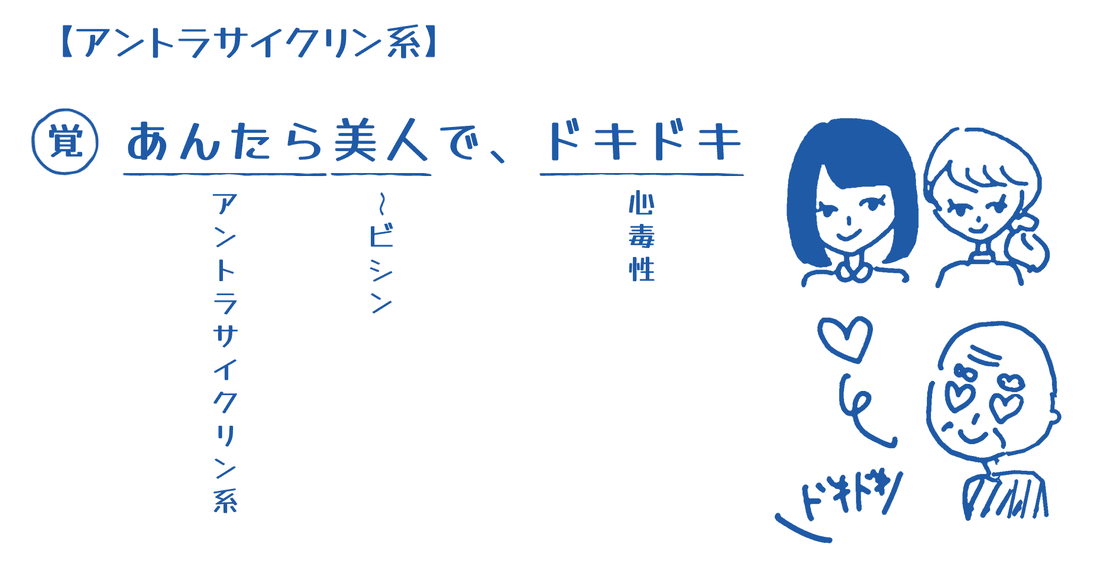 【アントラサイクリン系】
覚 あんたら美人で、ドキドキ
アントラサイクリン系
〜ビシン
心毒性
ドキドキ